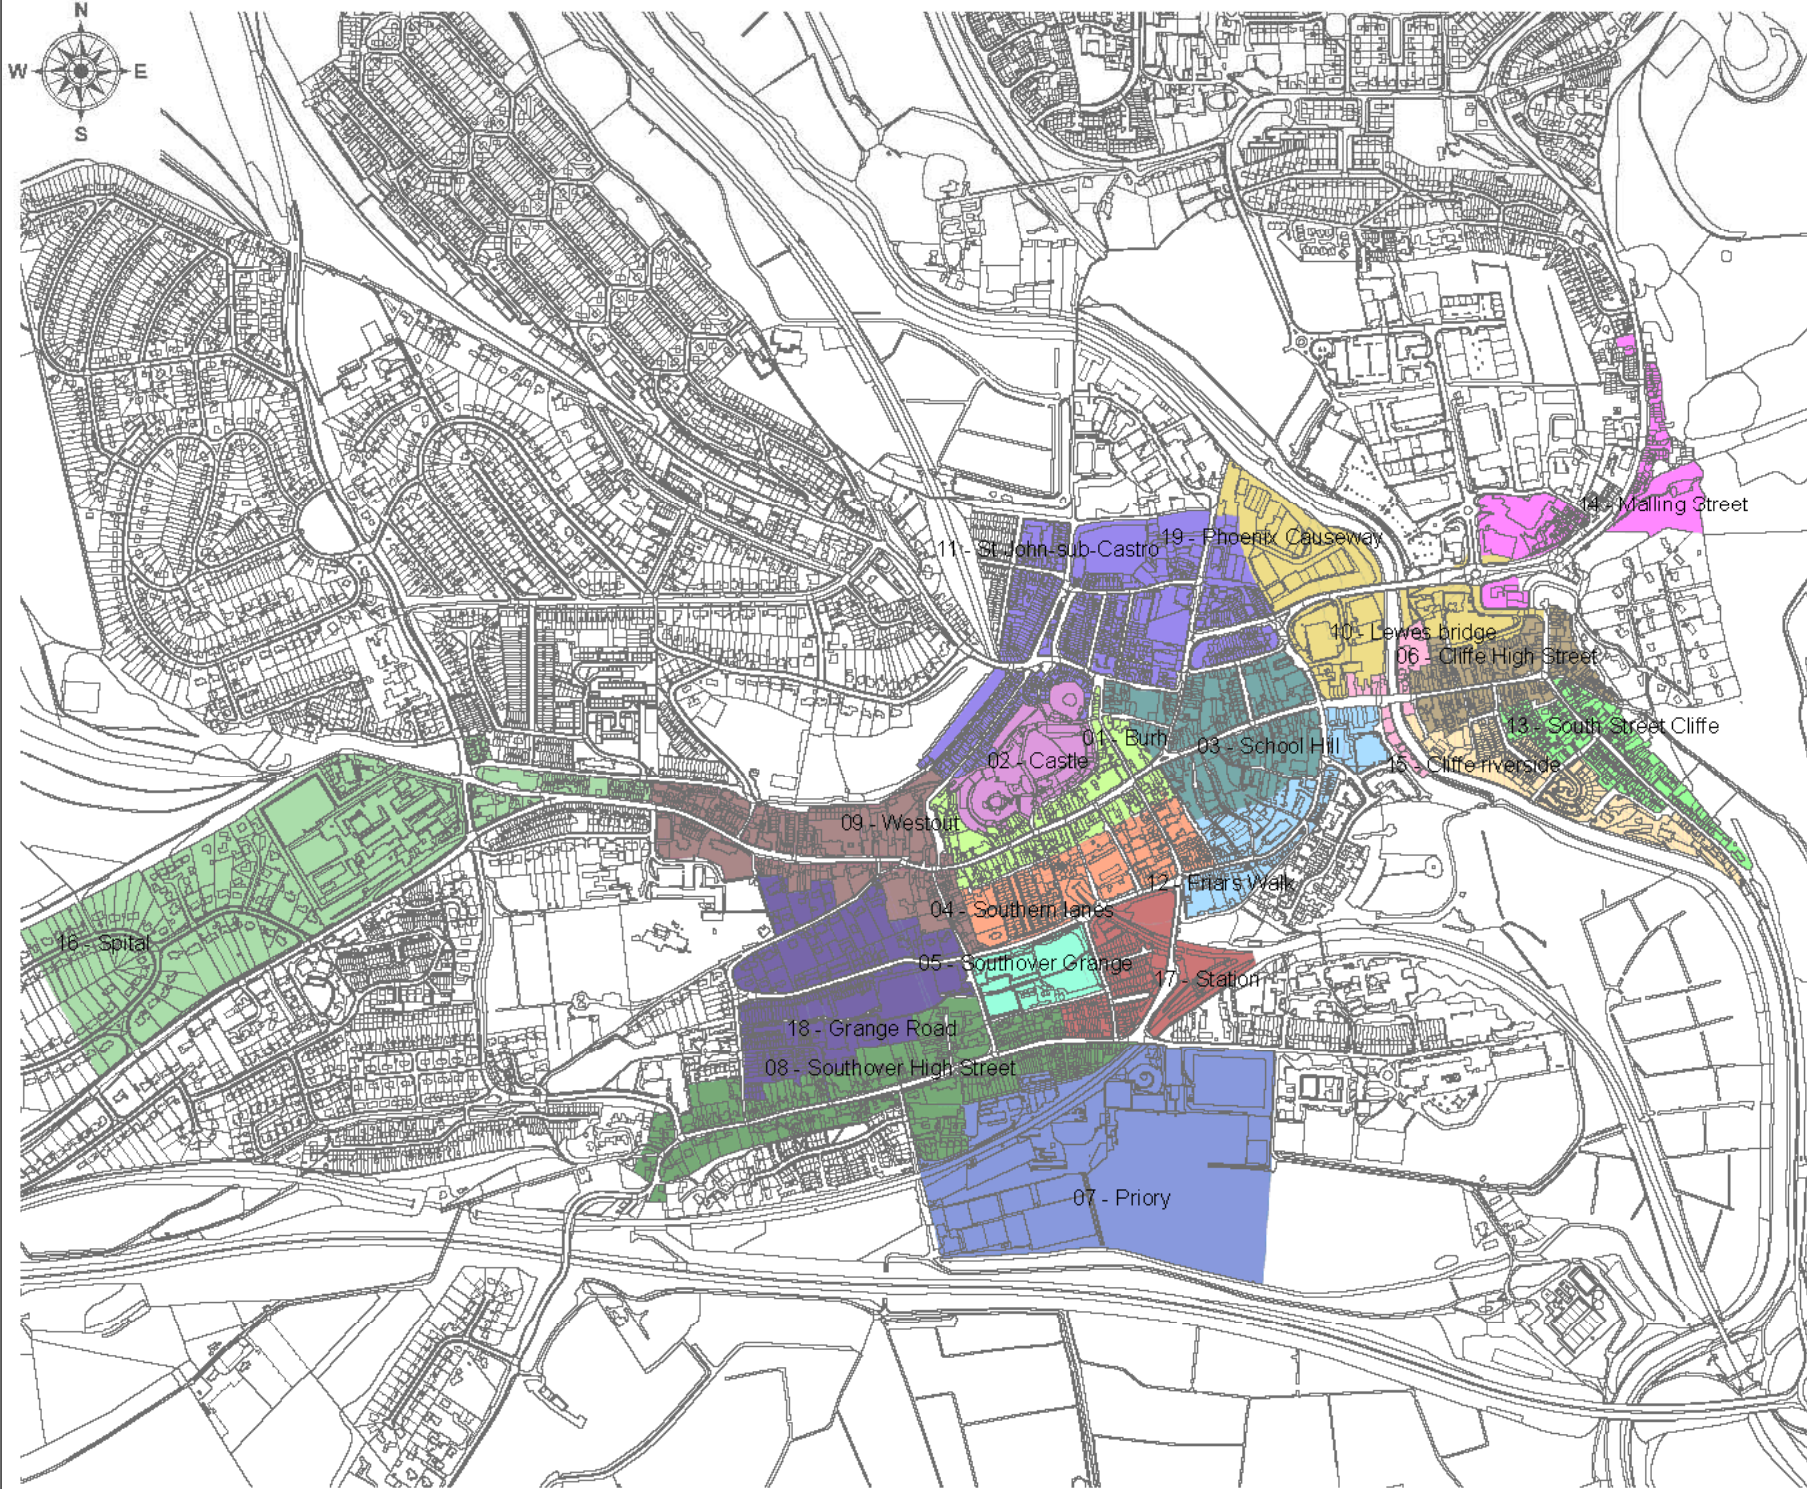 N
W E
S
14 - Malling Street
19 - Phoenix Causeway
11 - St John-sub-Castro
10 - Lewes bridge
06 - Cliffe High Street
13 - South Street Cliffe
01 - Burh
03 - School Hill
02 - Castle
15 - Cliffe riverside
09 - Westout
12 - Friars Walk
04 - Southern lanes
16 - Spital
05 - Southover Grange
17 - Station
18 - Grange Road
08 - Southover High Street
07 - Priory